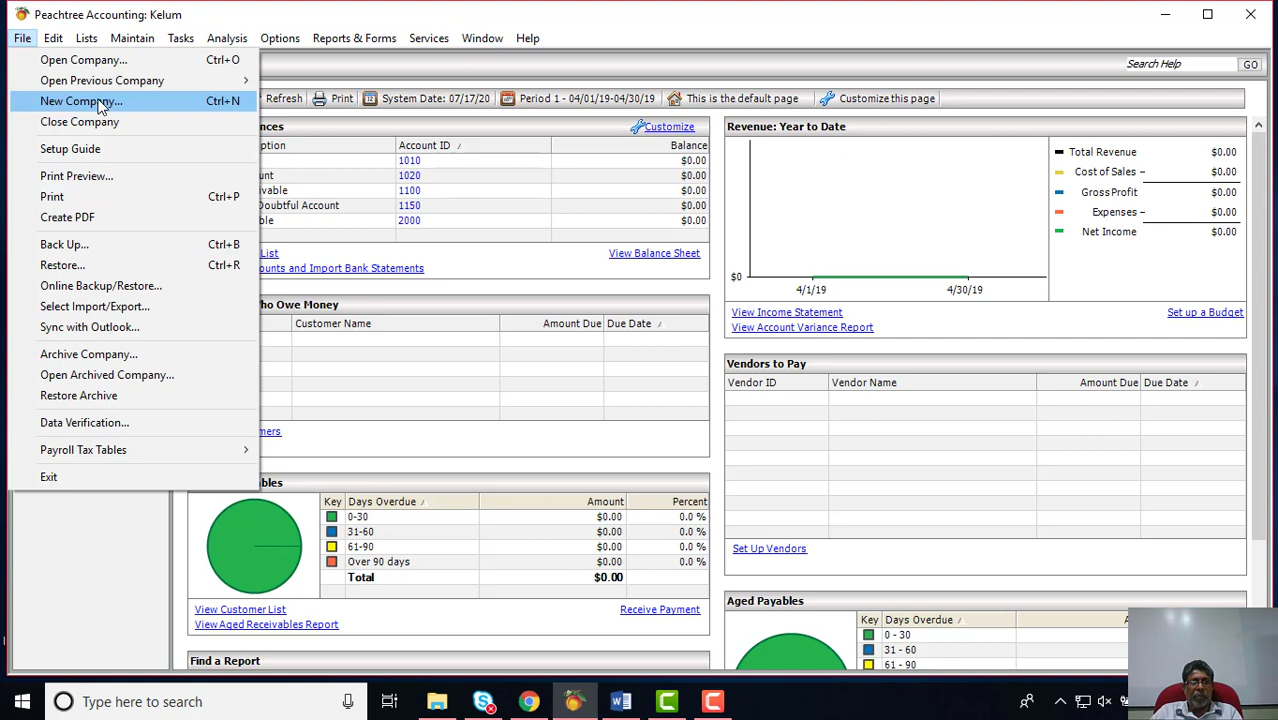 Peachtree Accounting: Kelum
File Edit Lists Maintain Tasks Analysis Options Reports & Forms Services Window Help
Open Company... Ctrl+O
Open Previous Company
New Company... Ctrl+N
Close Company
Setup Guide
Print Preview...
Print Ctrl+P
Create PDF
Back Up... Ctrl+B
Restore... Ctrl+R
Online Backup/Restore...
Select Import/Export...
Sync with Outlook...
Archive Company...
Open Archived Company...
Restore Archive
Data Verification...
Payroll Tax Tables
Exit
Search Help GO
Refresh Print System Date: 07/17/20 Period 1 - 04/01/19-04/30/19 This is the default page Customize this page
ances Customize
ption Account ID Balance
1010 $0.00
unt 1020 $0.00
ivable 1100 $0.00
Doubtful Account 1150 $0.00
ble 2000 $0.00
List View Balance Sheet
ounts and Import Bank Statements
Revenue: Year to Date
$0
4/1/19 4/30/19
Total Revenue $0.00
Cost of Sales - $0.00
Gross Profit $0.00
Expenses - $0.00
Net Income $0.00
View Income Statement Set up a Budget
View Account Variance Report
ho Owe Money
Customer Name Amount Due Due Date
mers
Vendors to Pay
Vendor ID Vendor Name Amount Due Due Date
Set Up Vendors
bles
Key Days Overdue Amount Percent
0-30 $0.00 0.0 %
31-60 $0.00 0.0 %
61-90 $0.00 0.0 %
Over 90 days $0.00 0.0 %
Total $0.00
View Customer List Receive Payment
View Aged Receivables Report
Aged Payables
Key Days Overdue
0 - 30
31 - 60
61 - 90
Find a Report
Type here to search